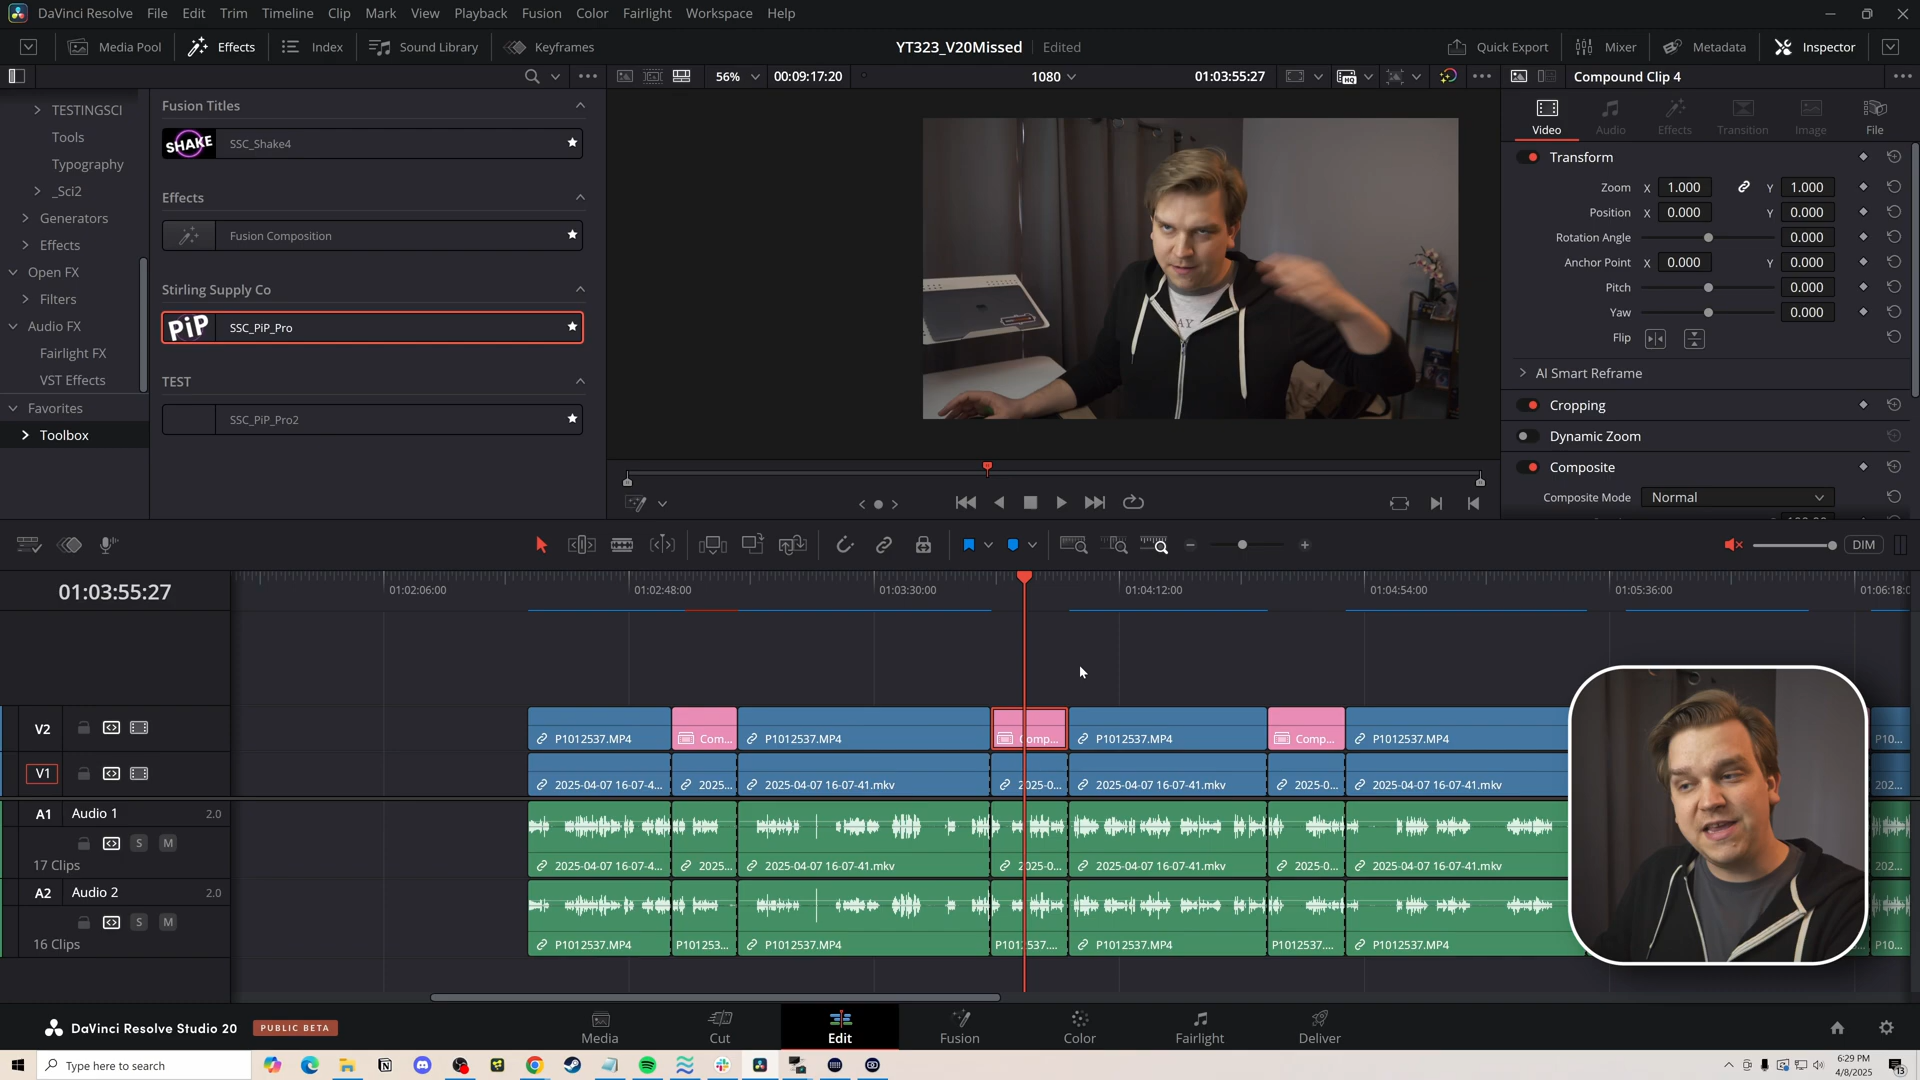 DaVinci Resolve File Edit Trim Timeline Clip Mark View Playback Fusion Color Fairlight Workspace Help
Media Pool Effects Index Sound Library Keyframes YT323_V20Missed Edited Quick Export Mixer Metadata Inspector
56% 00:09:17:20 1080 01:03:55:27 Compound Clip 4
TESTINGSCI
Tools
Typography
_Sci2
Generators
Effects
Open FX
Filters
Audio FX
Fairlight FX
VST Effects
Favorites
Toolbox
Fusion Titles
SHAKE SSC_Shake4
Effects
Fusion Composition
Stirling Supply Co
PiP SSC_PiP_Pro
TEST
SSC_PiP_Pro2
Video Audio Effects Transition Image File
Transform
Zoom X 1.000 Y 1.000
Position X 0.000 Y 0.000
Rotation Angle 0.000
Anchor Point X 0.000 Y 0.000
Pitch 0.000
Yaw 0.000
Flip
AI Smart Reframe
Cropping
Dynamic Zoom
Composite
Composite Mode Normal
DIM
01:03:55:27
01:02:06:00 01:02:48:00 01:03:30:00 01:04:12:00 01:04:54:00 01:05:36:00 01:06:18:0
V2 P1012537.MP4 Com... P1012537.MP4 Comp... P1012537.MP4 Comp... P1012537.MP4 P10...
V1 2025-04-07 16-07-4... 2025... 2025-04-07 16-07-41.mkv 2025-0... 2025-04-07 16-07-41.mkv 2025-0... 2025-04-07 16-07-41.mkv 202...
A1 Audio 1 2.0
S M
17 Clips 2025-04-07 16-07-4... 2025... 2025-04-07 16-07-41.mkv 2025-0... 2025-04-07 16-07-41.mkv 2025-0... 2025-04-07 16-07-41.mkv 202...
A2 Audio 2 2.0
S M
16 Clips P1012537.MP4 P101253... P1012537.MP4 P1012537.... P1012537.MP4 P1012537.... P1012537.MP4 P10...
DaVinci Resolve Studio 20 PUBLIC BETA
Media Cut Edit Fusion Color Fairlight Deliver
Type here to search
6:29 PM
4/8/2025
13